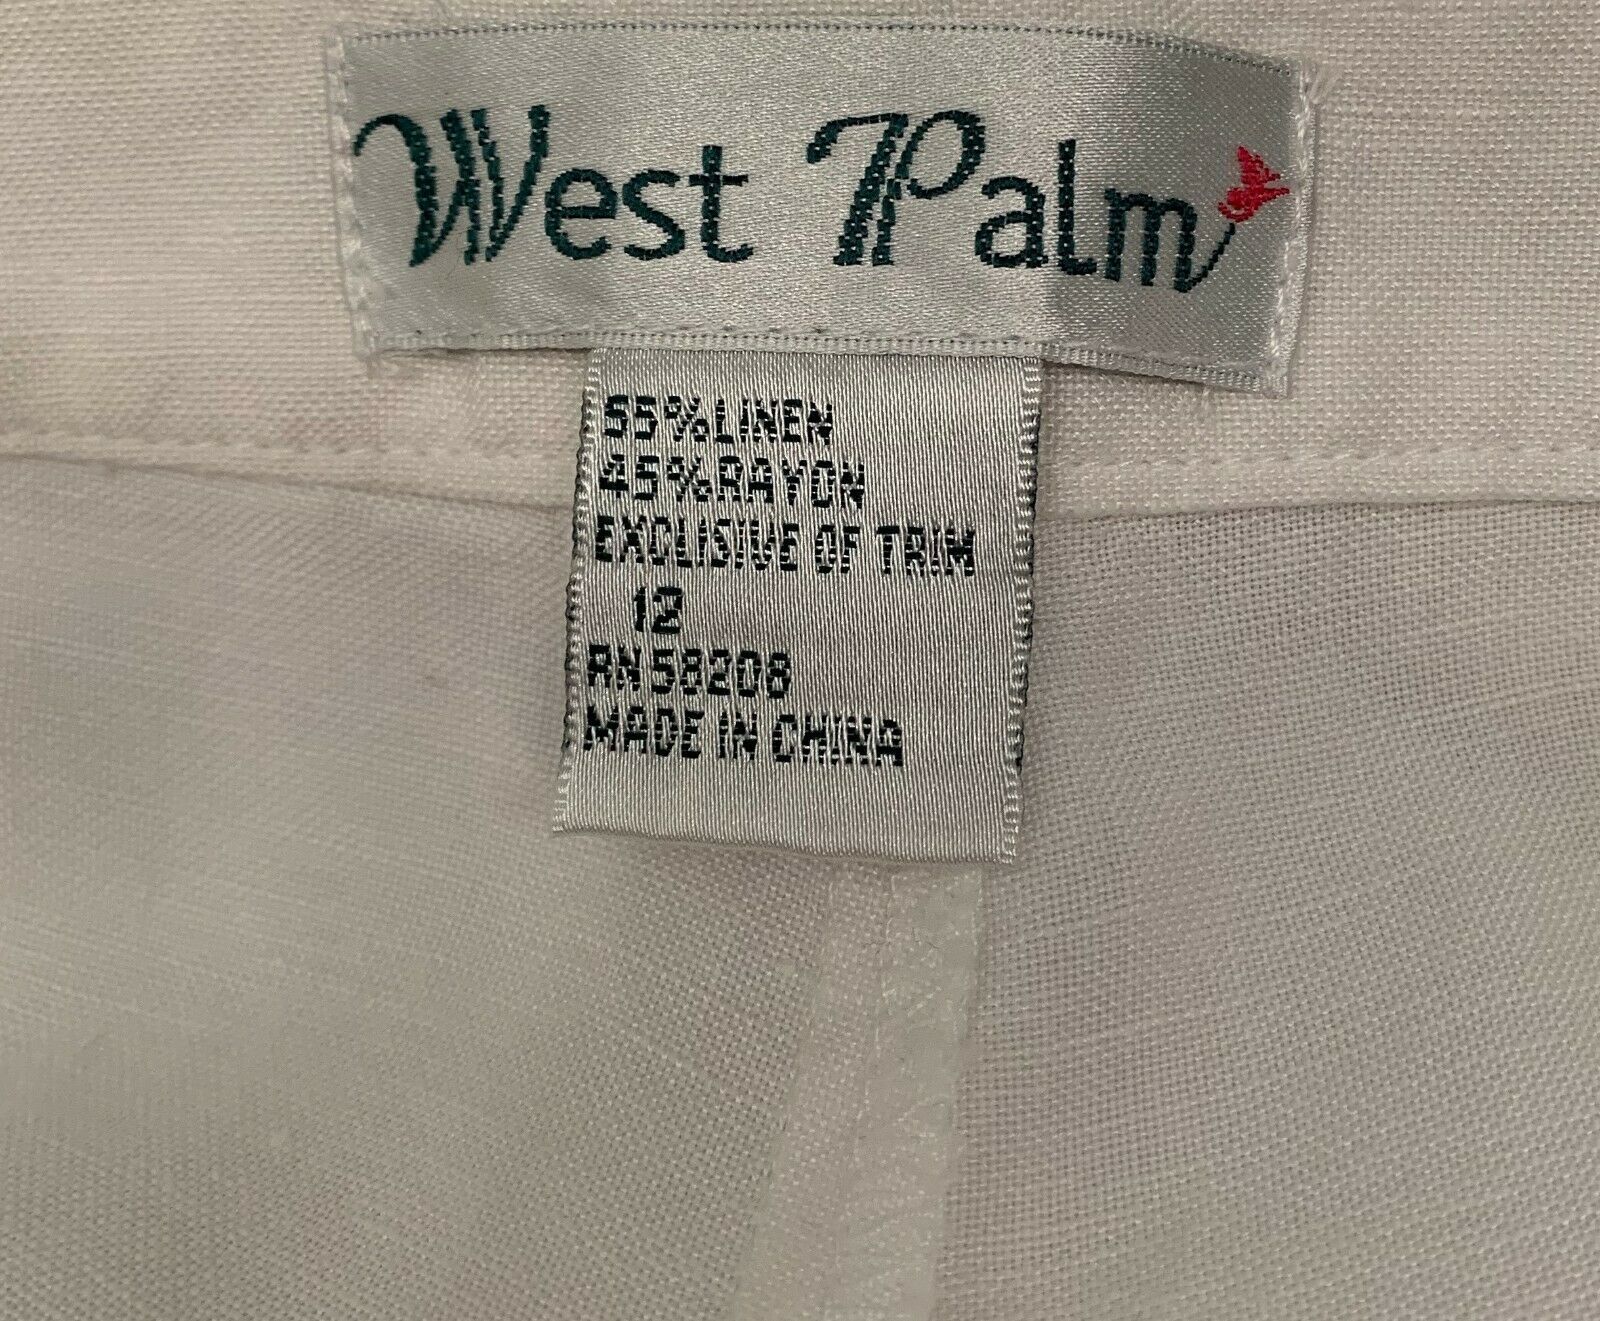 West Palm
55% LINEN
45% RAYON
EXCLUSIVE OF TRIM
12
RN 58208
MADE IN CHINA